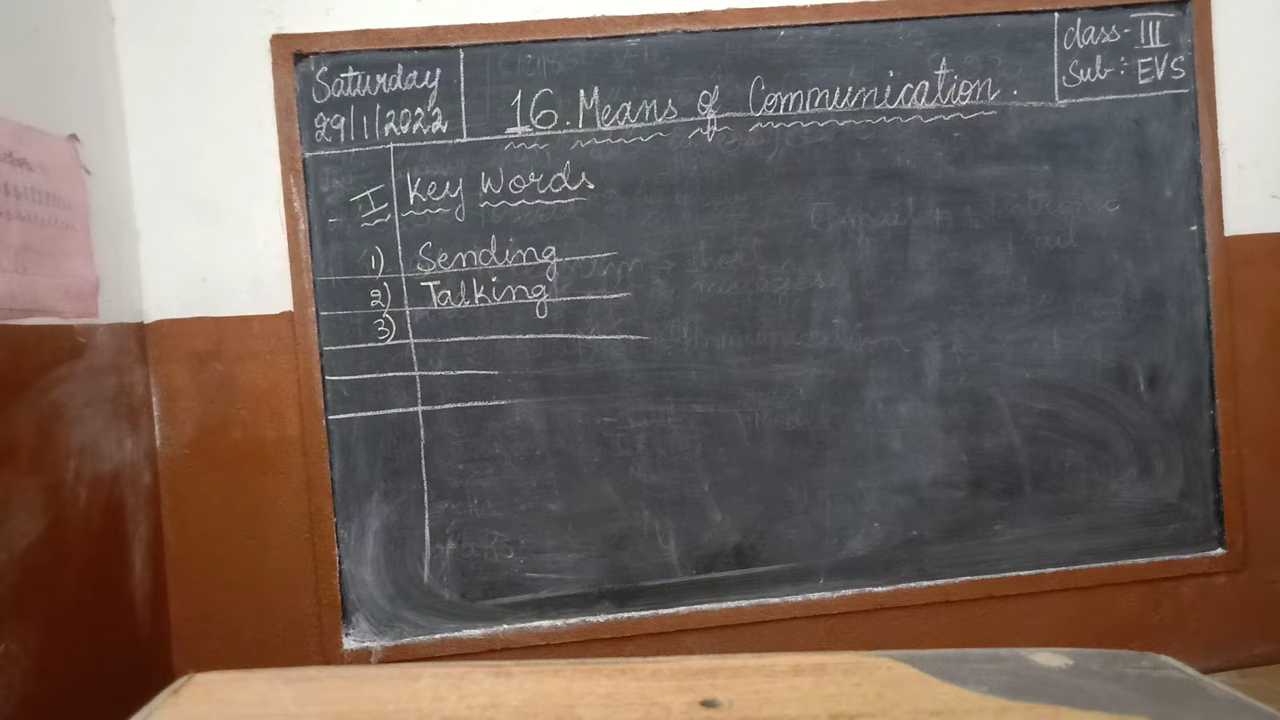 Saturday
29/1/2022
16. Means of Communication.
Class- III
Sub:- EVS
I Key Words
1) Sending
2) Talking
3)